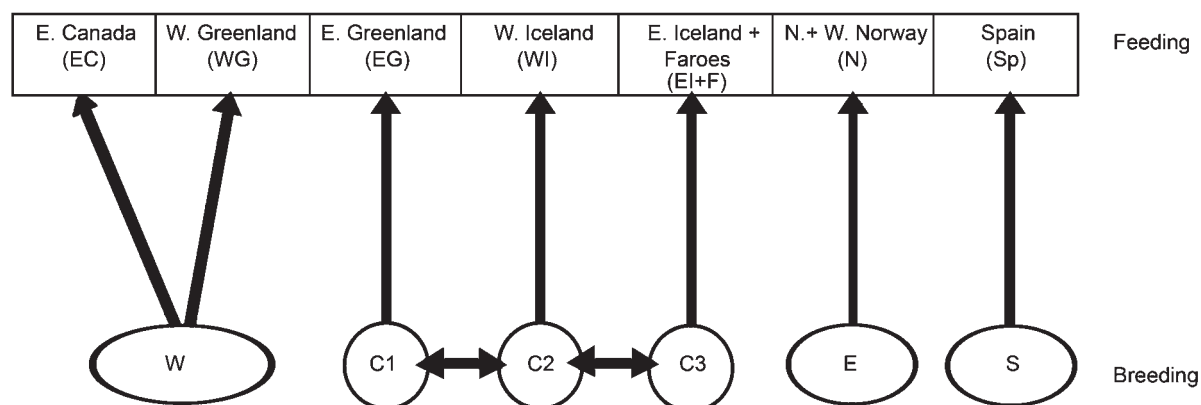 E. Canada
(EC)
W. Greenland
(WG)
E. Greenland
(EG)
W. Iceland
(WI)
E. Iceland +
Faroes
(EI+F)
N.+ W. Norway
(N)
Spain
(Sp)
Feeding
W
C1
C2
C3
E
S
Breeding